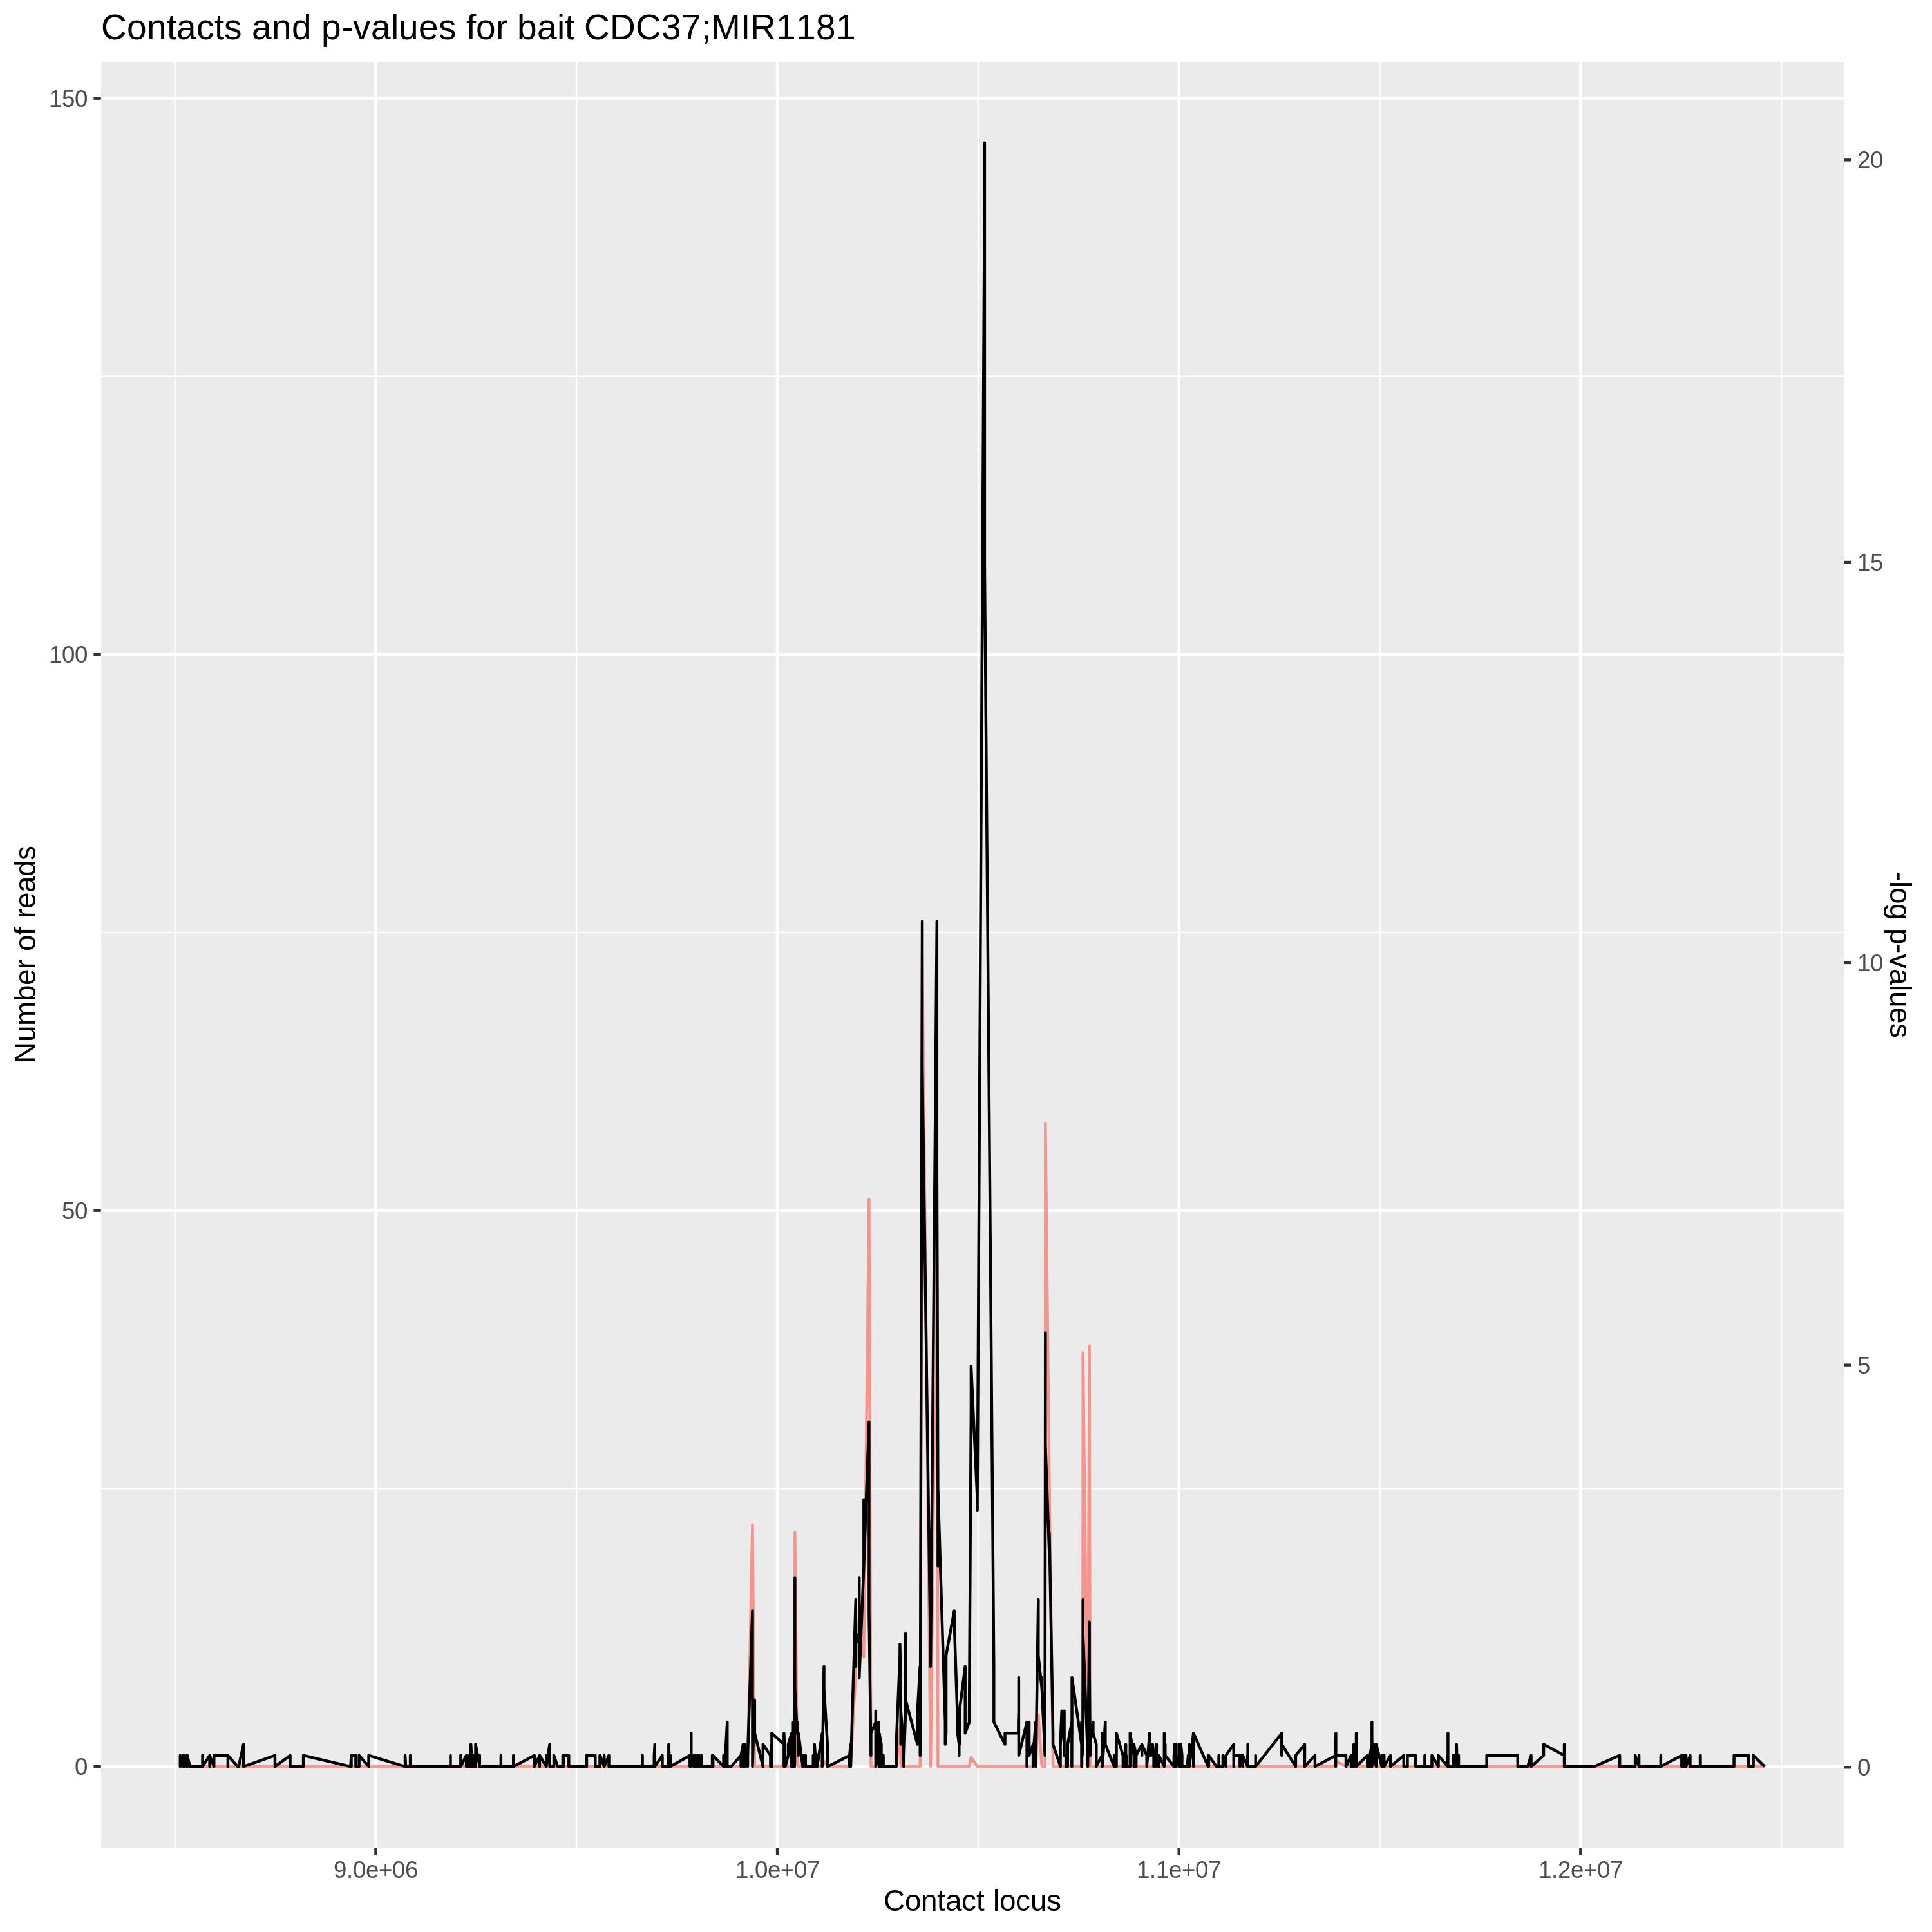 Contacts and p-values for bait CDC37;MIR1181
150
100
50
0
Number of reads
20
15
10
5
0
-log p-values
9.0e+06
1.0e+07
1.1e+07
1.2e+07
Contact locus